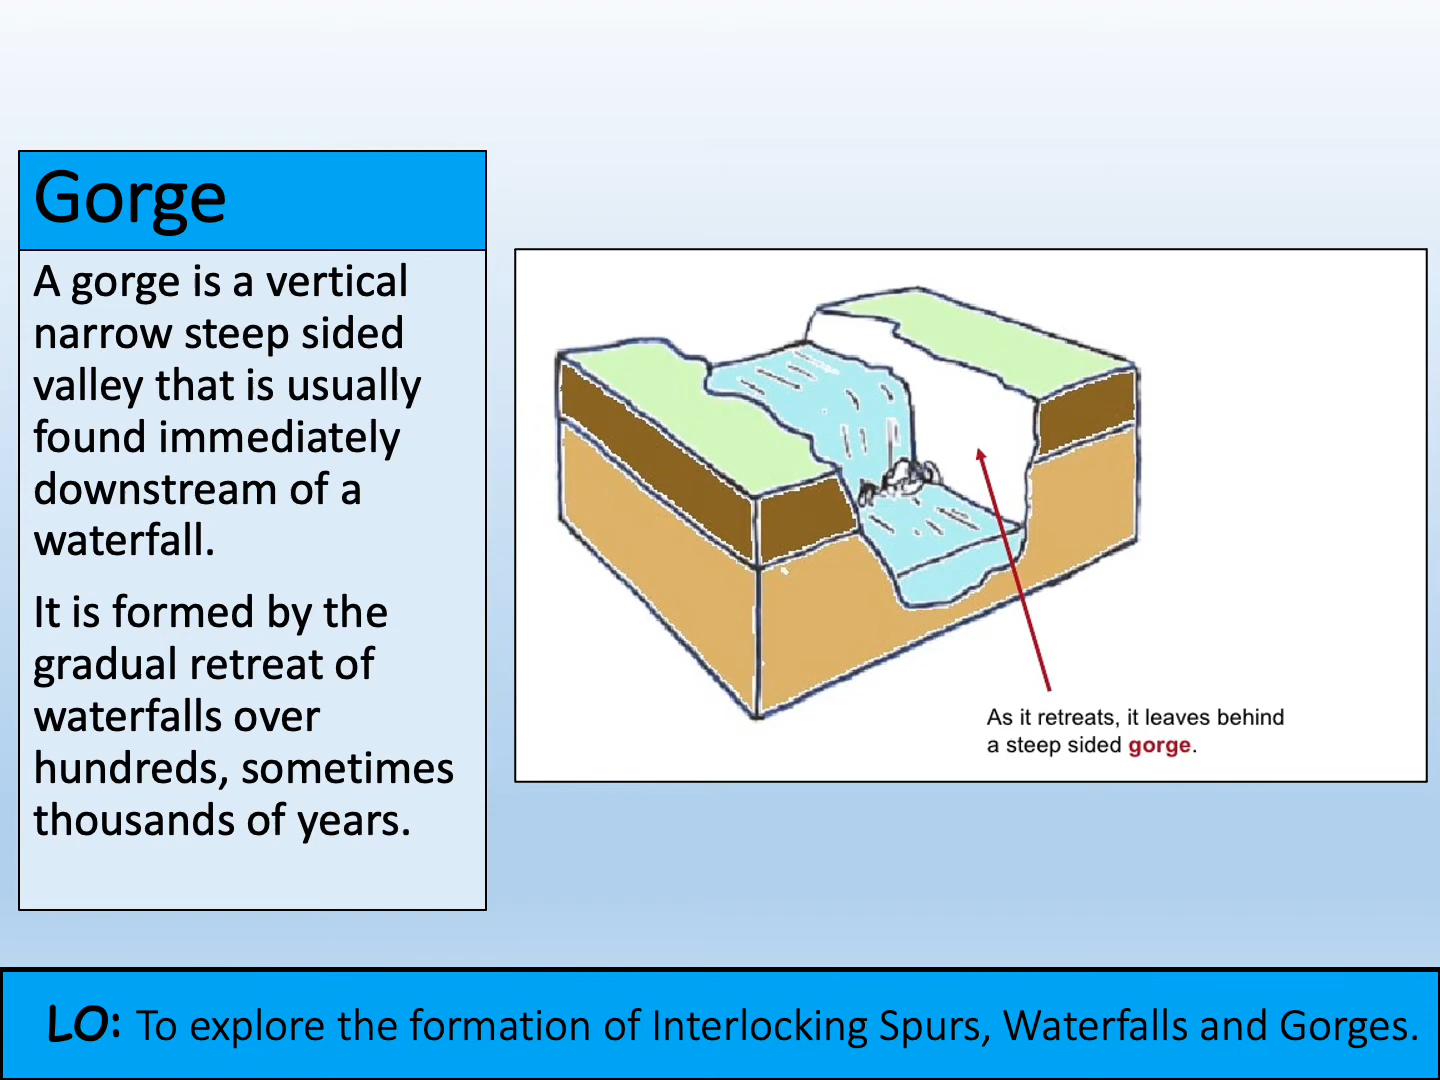 Gorge
A gorge is a vertical
narrow steep sided
valley that is usually
found immediately
downstream of a
waterfall.
It is formed by the
gradual retreat of
waterfalls over
hundreds, sometimes
thousands of years.
As it retreats, it leaves behind
a steep sided gorge.
LO: To explore the formation of Interlocking Spurs, Waterfalls and Gorges.